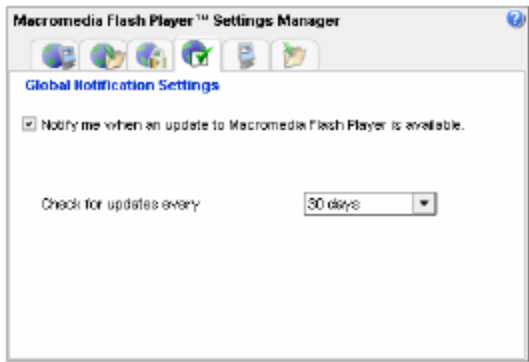 Macromedia Flash Player™ Settings Manager
?
Global Notification Settings
Notify me when an update to Macromedia Flash Player is available.
Check for updates every 30 days